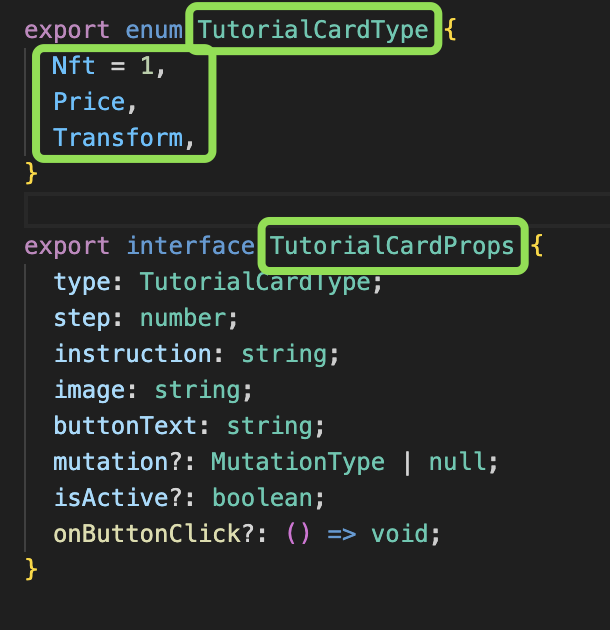 export enum TutorialCardType {
Nft = 1,
Price,
Transform,
}
export interface TutorialCardProps {
type: TutorialCardType;
step: number;
instruction: string;
image: string;
buttonText: string;
mutation?: MutationType | null;
isActive?: boolean;
onButtonClick?: () => void;
}